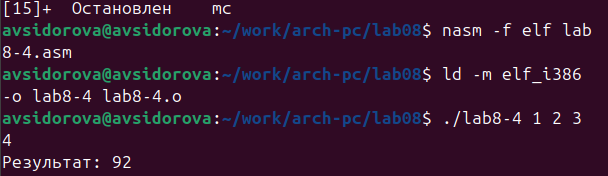 [15]+  Остановлен    mc
avsidorova@avsidorova:~/work/arch-pc/lab08$ nasm -f elf lab
8-4.asm
avsidorova@avsidorova:~/work/arch-pc/lab08$ ld -m elf_i386
-o lab8-4 lab8-4.o
avsidorova@avsidorova:~/work/arch-pc/lab08$ ./lab8-4 1 2 3
4
Результат: 92